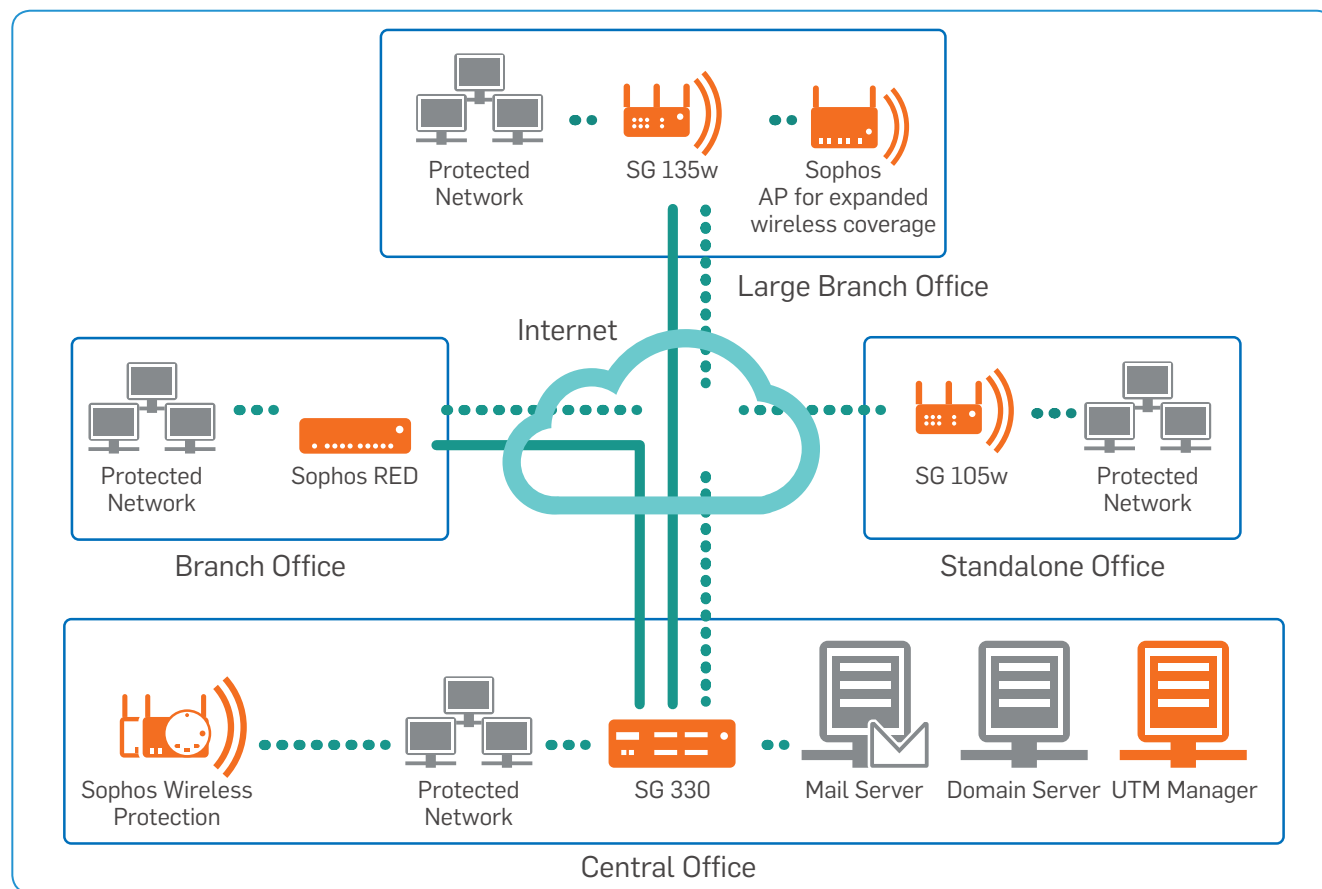 Protected
Network
SG 135w
Sophos
AP for expanded
wireless coverage
Large Branch Office
Internet
Protected
Network
Sophos RED
Branch Office
SG 105w
Protected
Network
Standalone Office
Sophos Wireless
Protection
Protected
Network
SG 330
Mail Server
Domain Server
UTM Manager
Central Office